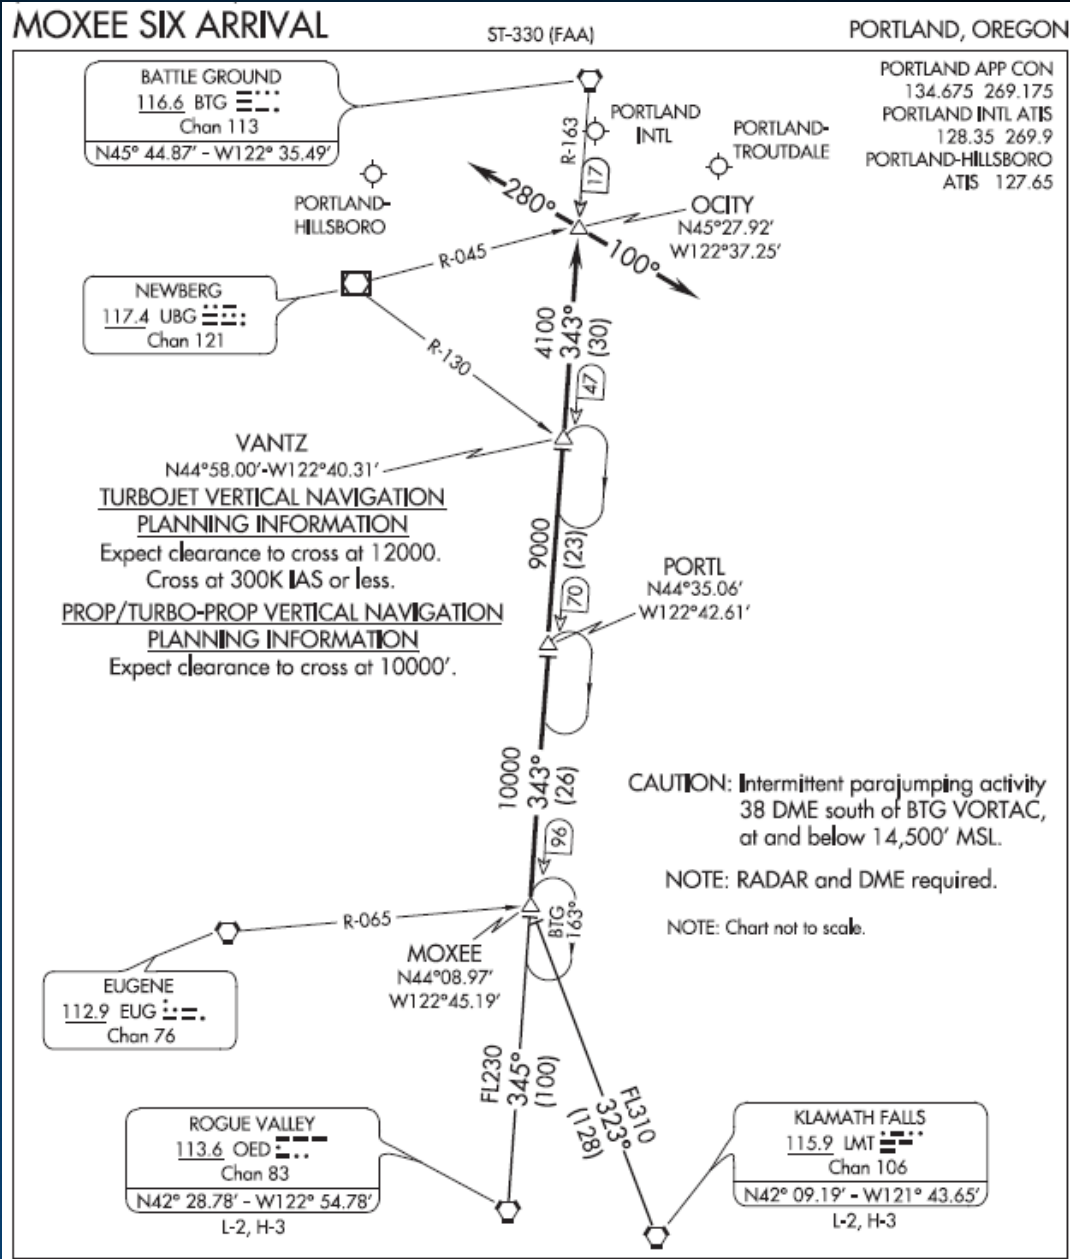 MOXEE SIX ARRIVAL
ST-330 (FAA)
PORTLAND, OREGON
BATTLE GROUND
116.6 BTG
Chan 113
N45° 44.87' - W122° 35.49'
PORTLAND APP CON
134.675 269.175
PORTLAND INTL ATIS
128.35 269.9
PORTLAND-HILLSBORO
ATIS 127.65
PORTLAND
INTL
PORTLAND-
TROUTDALE
R-163
17
PORTLAND-
HILLSBORO
280°
OCITY
N45°27.92'
W122°37.25'
100°
R-045
NEWBERG
117.4 UBG
Chan 121
R-130
4100
343°
(30)
47
VANTZ
N44°58.00'-W122°40.31'
TURBOJET VERTICAL NAVIGATION
PLANNING INFORMATION
Expect clearance to cross at 12000.
Cross at 300K IAS or less.
PROP/TURBO-PROP VERTICAL NAVIGATION
PLANNING INFORMATION
Expect clearance to cross at 10000'.
9000
(23)
70
PORTL
N44°35.06'
W122°42.61'
10000
343°
(26)
96
CAUTION: Intermittent parajumping activity
38 DME south of BTG VORTAC,
at and below 14,500' MSL.
NOTE: RADAR and DME required.
NOTE: Chart not to scale.
R-065
BTG
163°
MOXEE
N44°08.97'
W122°45.19'
EUGENE
112.9 EUG
Chan 76
FL230
345°
(100)
FL310
323°
(128)
ROGUE VALLEY
113.6 OED
Chan 83
N42° 28.78' - W122° 54.78'
L-2, H-3
KLAMATH FALLS
115.9 LMT
Chan 106
N42° 09.19' - W121° 43.65'
L-2, H-3